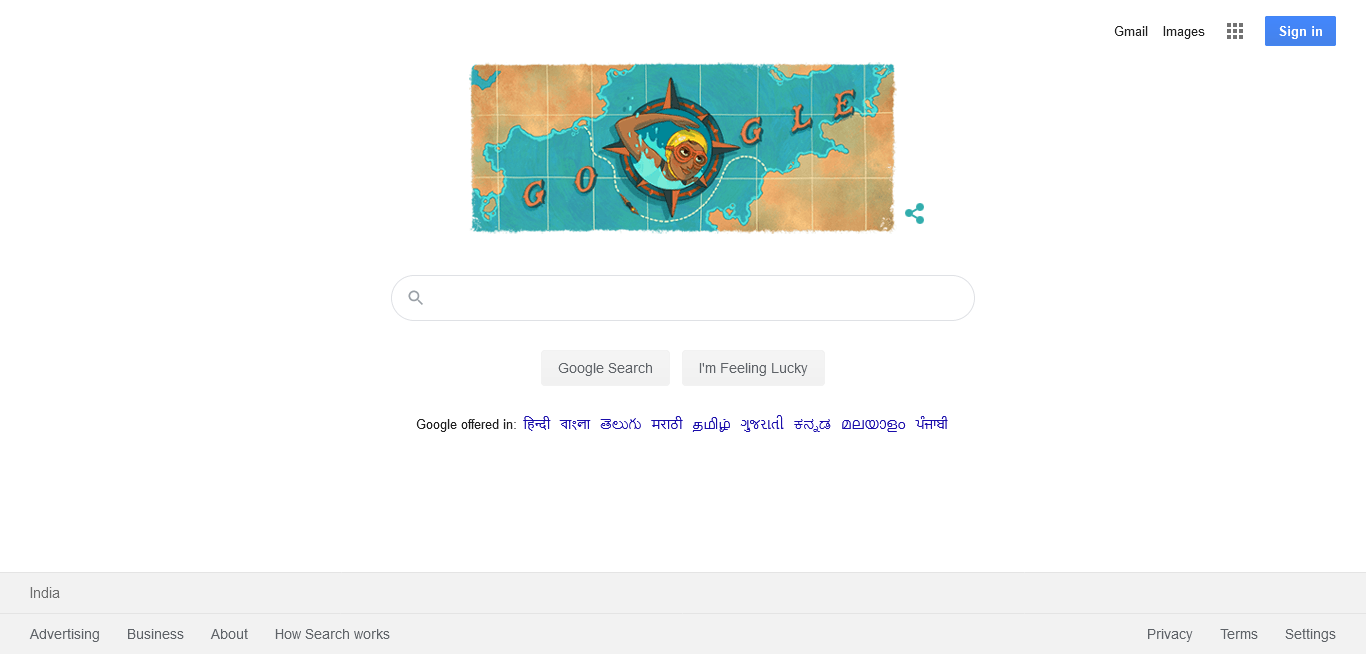 Gmail Images Sign in
G O G L E
Google Search I'm Feeling Lucky
Google offered in: हिन्दी বাংলা తెలుగు मराठी தமிழ் ગુજરાતી ಕನ್ನಡ മലയാളം ਪੰਜਾਬੀ
India
Advertising Business About How Search works Privacy Terms Settings